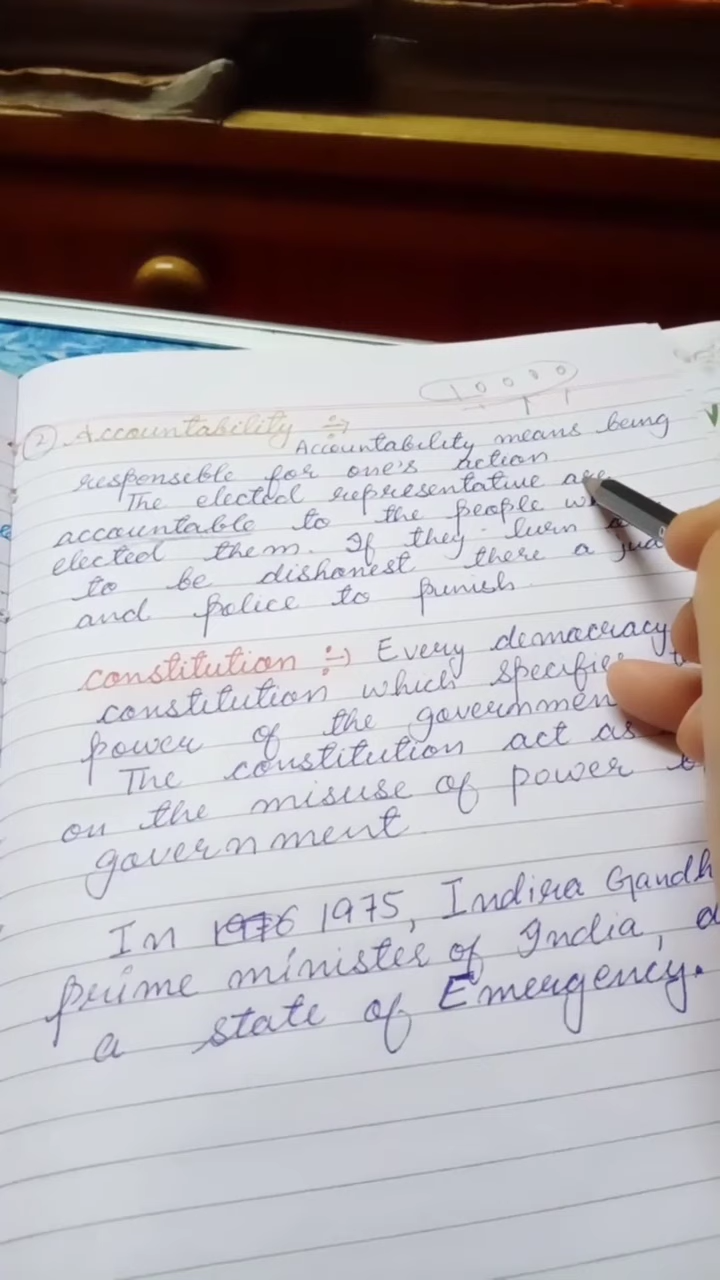 10000
② Accountability :-)
Accountability means being
responsible for one's action
The elected representative are
accountable to the people
elected them. If they turn
to be dishonest there a
and police to punish
constitution :-) Every democracy
constitution which specifies
power of the government
The constitution act as
on the misuse of power
government
In 1976 1975, Indira Gandh
prime minister of India,
a state of Emergency.